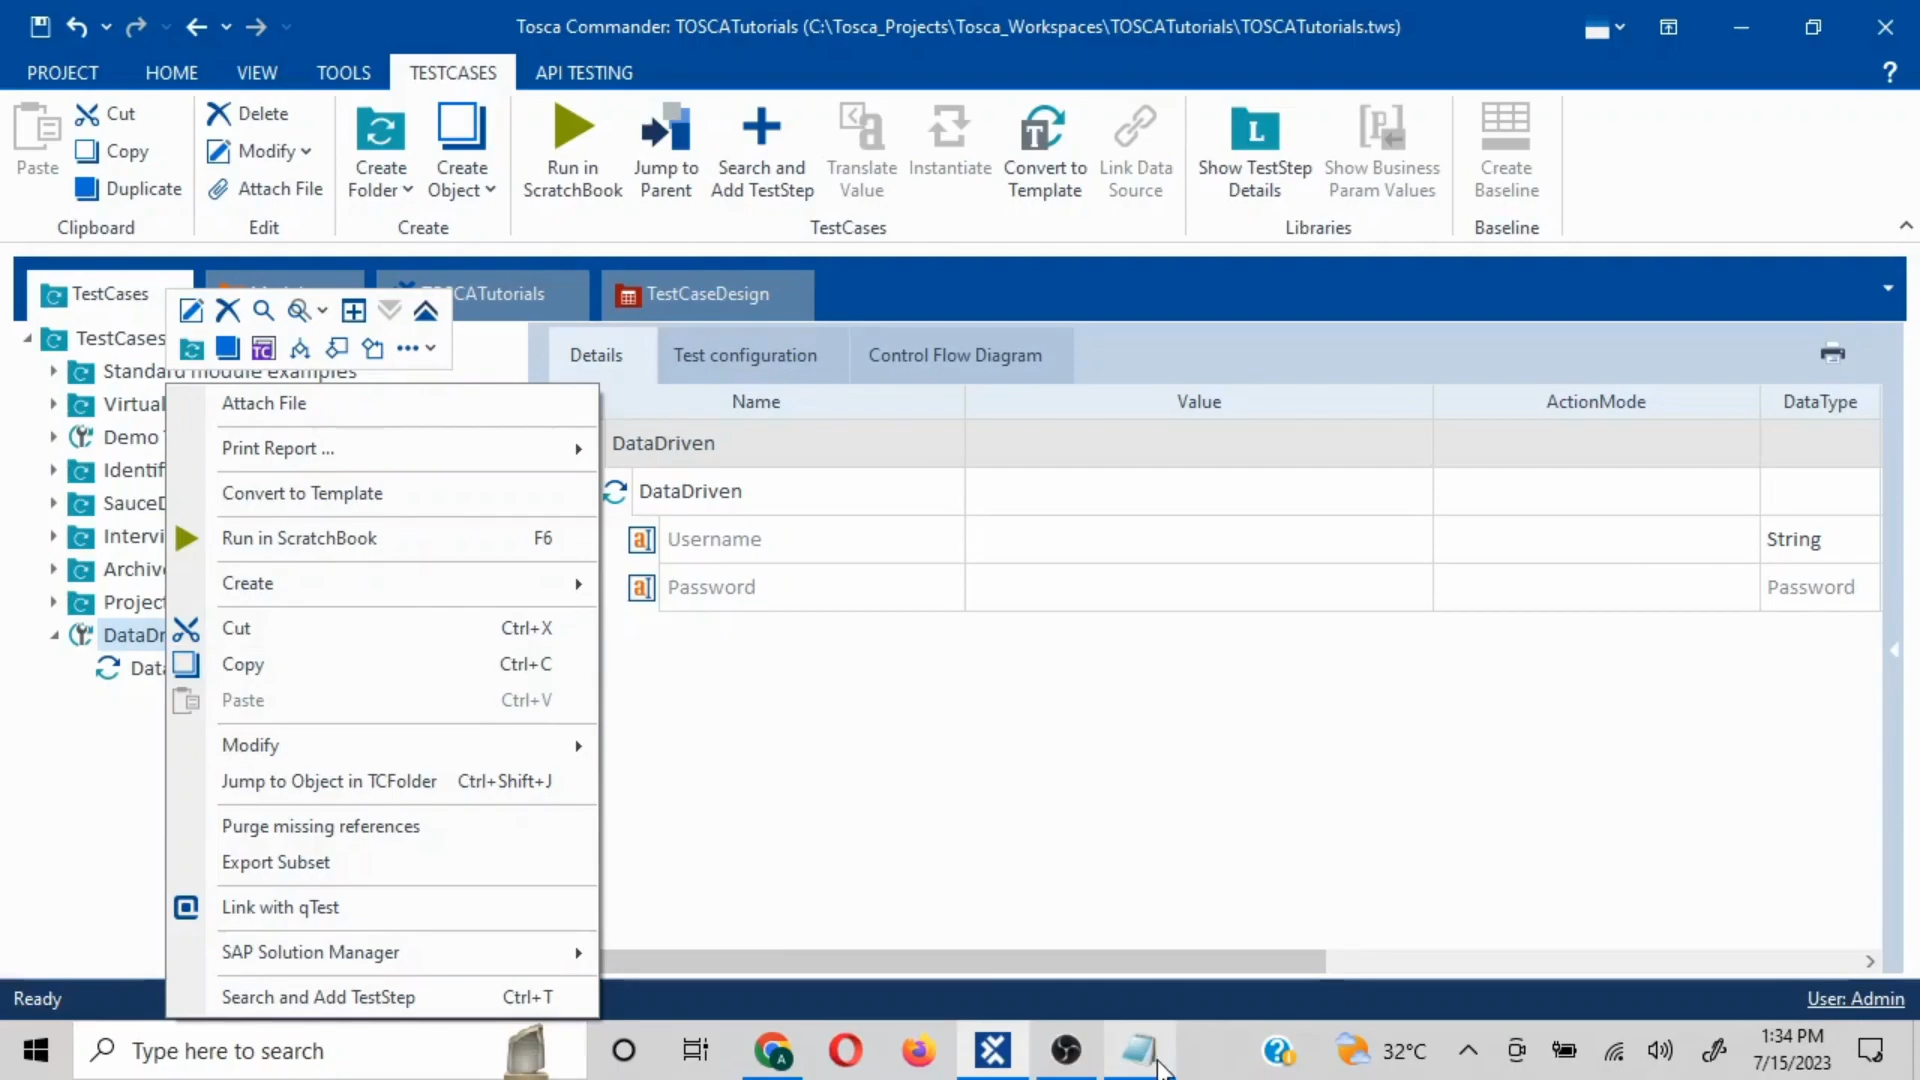 Tosca Commander: TOSCATutorials (C:\Tosca_Projects\Tosca_Workspaces\TOSCATutorials\TOSCATutorials.tws)
PROJECT HOME VIEW TOOLS TESTCASES API TESTING ?
Paste
Cut
Copy
Duplicate
Clipboard
Delete
Modify
Attach File
Edit
Create Folder
Create Object
Create
Run in ScratchBook
Jump to Parent
Search and Add TestStep
Translate Value
Instantiate
Convert to Template
Link Data Source
TestCases
Show TestStep Details
Show Business Param Values
Libraries
Create Baseline
Baseline
TestCases
CATutorials
TestCaseDesign
TestCases
Standard module examples
Virtual
Demo
Identif
SauceD
Intervi
Archive
Project
DataDr
Data
Attach File
Print Report ...
Convert to Template
Run in ScratchBook F6
Create
Cut Ctrl+X
Copy Ctrl+C
Paste Ctrl+V
Modify
Jump to Object in TCFolder Ctrl+Shift+J
Purge missing references
Export Subset
Link with qTest
SAP Solution Manager
Search and Add TestStep Ctrl+T
Details Test configuration Control Flow Diagram
Name Value ActionMode DataType
DataDriven
DataDriven
Username String
Password Password
Ready
User: Admin
Type here to search
32°C
1:34 PM
7/15/2023